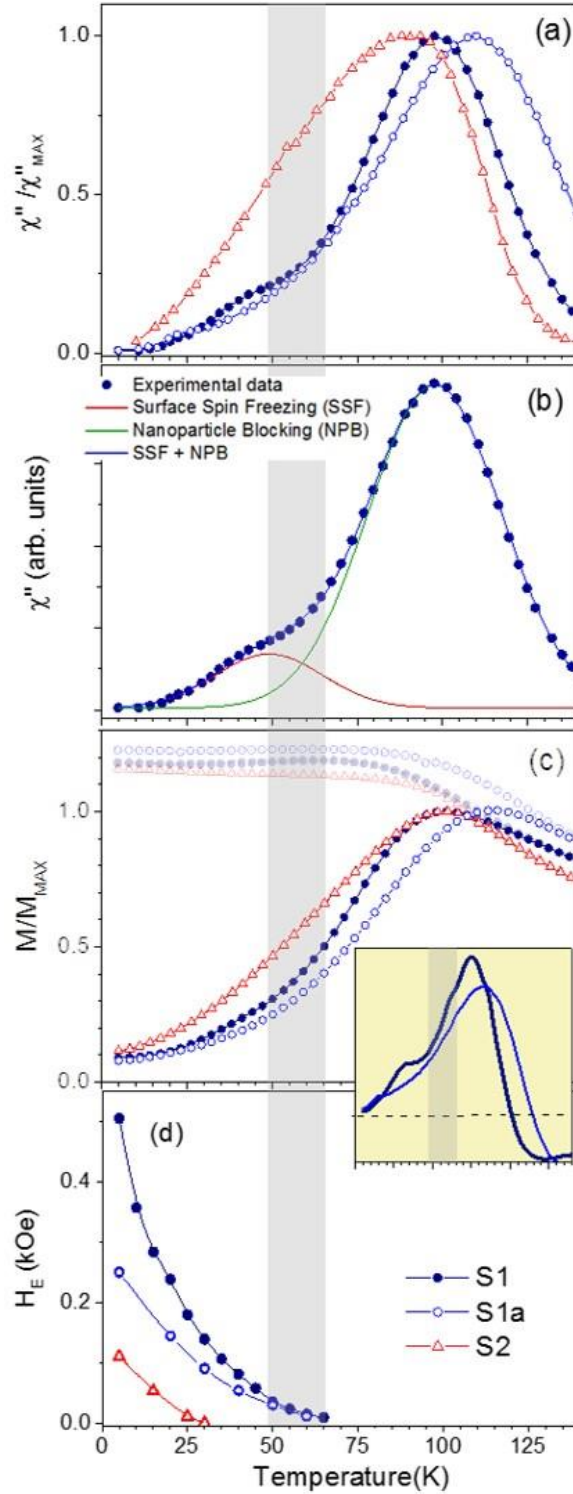 (a)
1.0
0.5
0.0
χ" /χ"MAX
(b)
Experimental data
Surface Spin Freezing (SSF)
Nanoparticle Blocking (NPB)
SSF + NPB
χ" (arb. units)
(c)
1.0
0.5
0.0
M/MMAX
(d)
0.4
0.2
0.0
HE (kOe)
S1
S1a
S2
0 25 50 75 100 125
Temperature(K)